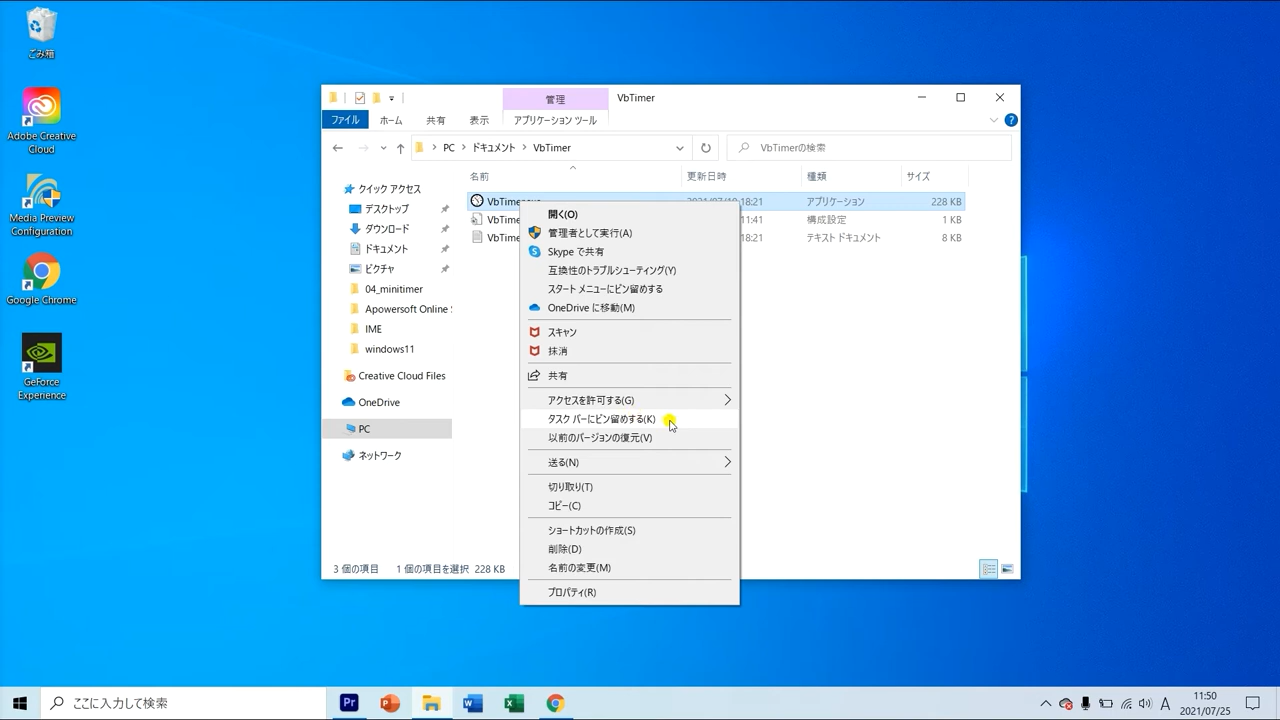 ごみ箱
Adobe Creative
Cloud
Media Preview
Configuration
Google Chrome
GeForce
Experience
管理
VbTimer
ファイル
ホーム
共有
表示
アプリケーション ツール
PC
ドキュメント
VbTimer
VbTimerの検索
名前
更新日時
種類
サイズ
クイック アクセス
デスクトップ
ダウンロード
ドキュメント
ピクチャ
04_minitimer
Apowersoft Online
IME
windows11
Creative Cloud Files
OneDrive
PC
ネットワーク
18:21
アプリケーション
228 KB
11:41
構成設定
1 KB
18:21
テキスト ドキュメント
8 KB
開く(O)
管理者として実行(A)
Skype で共有
互換性のトラブルシューティング(Y)
スタート メニューにピン留めする
OneDrive に移動(M)
スキャン
抹消
共有
アクセスを許可する(G)
タスク バーにピン留めする(K)
以前のバージョンの復元(V)
送る(N)
切り取り(T)
コピー(C)
ショートカットの作成(S)
削除(D)
名前の変更(M)
プロパティ(R)
3 個の項目
1 個の項目を選択 228 KB
ここに入力して検索
Pr
A
11:50
2021/07/25